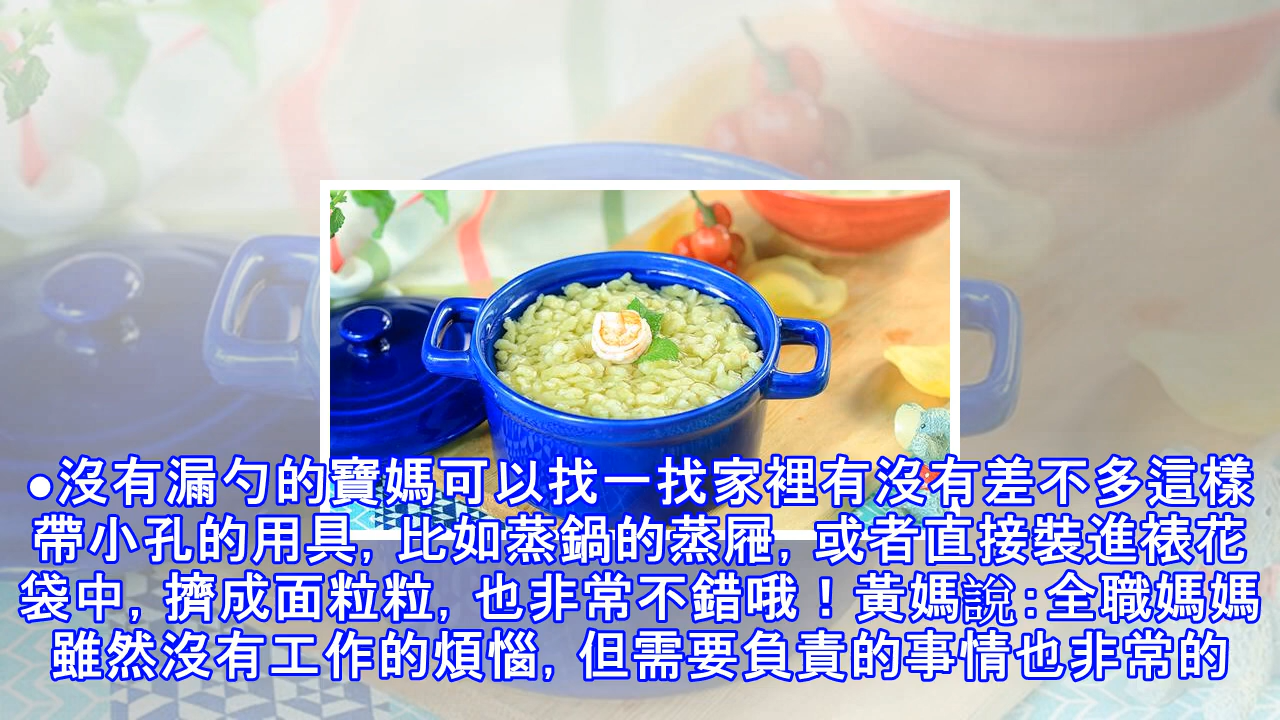 ●沒有漏勺的寶媽可以找一找家裡有沒有差不多這樣
帶小孔的用具, 比如蒸鍋的蒸屜, 或者直接裝進裱花
袋中, 擠成面粒粒, 也非常不錯哦！黃媽說:全職媽媽
雖然沒有工作的煩惱, 但需要負責的事情也非常的